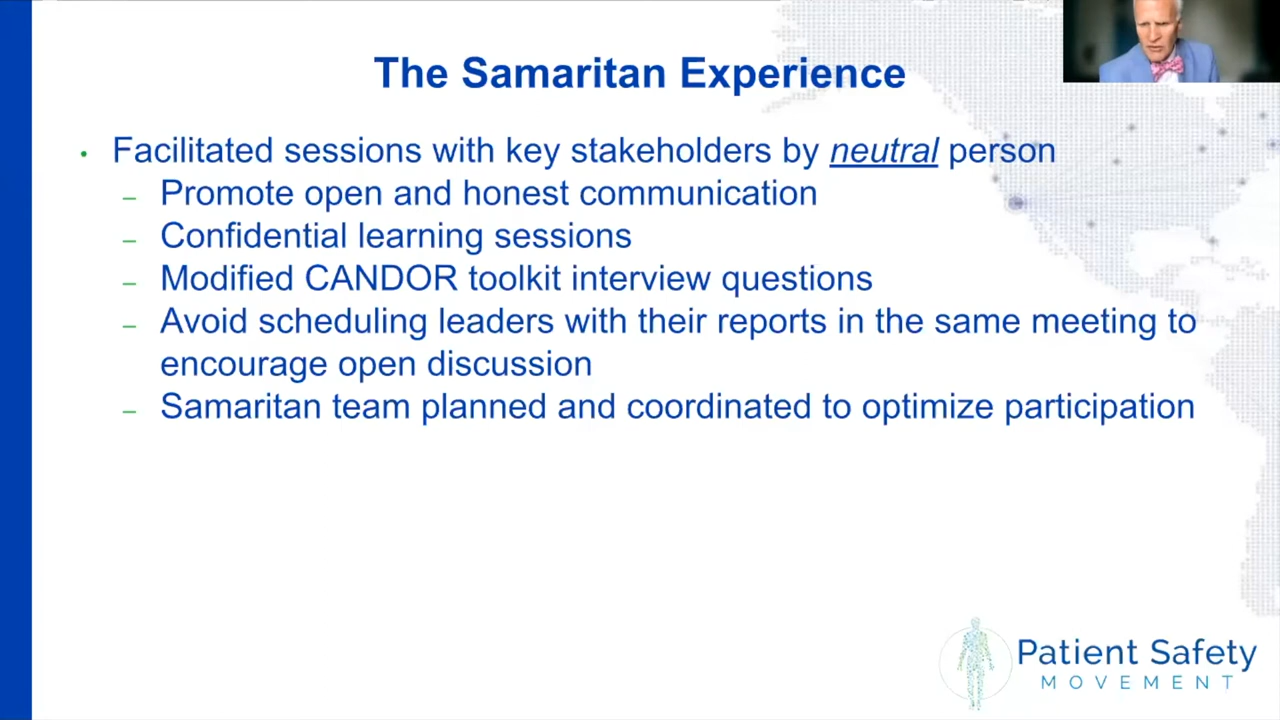 The Samaritan Experience
• Facilitated sessions with key stakeholders by neutral person
– Promote open and honest communication
– Confidential learning sessions
– Modified CANDOR toolkit interview questions
– Avoid scheduling leaders with their reports in the same meeting to
encourage open discussion
– Samaritan team planned and coordinated to optimize participation
Patient Safety
MOVEMENT